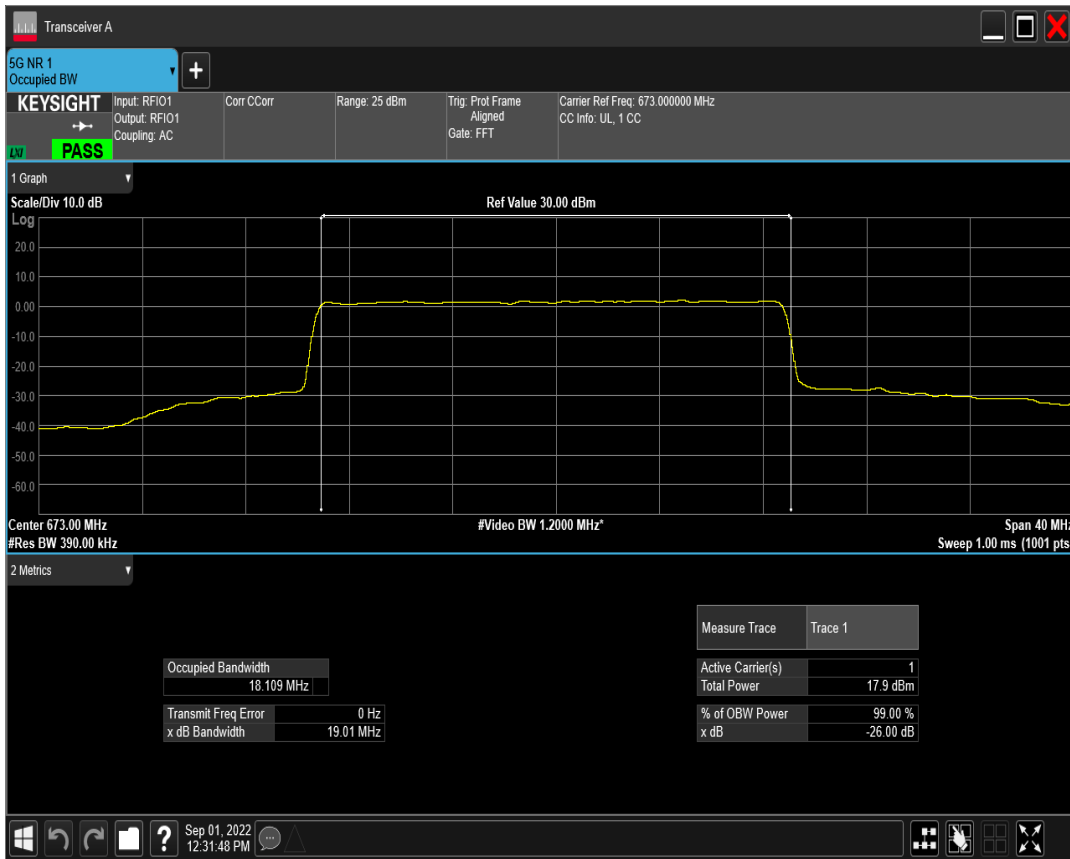 Transceiver A
5G NR 1
Occupied BW
KEYSIGHT
LXI
PASS
Input: RFIO1
Output: RFIO1
Coupling: AC
Corr CCorr
Range: 25 dBm
Trig: Prot Frame
Aligned
Gate: FFT
Carrier Ref Freq: 673.000000 MHz
CC Info: UL, 1 CC
1 Graph
Scale/Div 10.0 dB
Ref Value 30.00 dBm
Log
20.0
10.0
0.00
-10.0
-20.0
-30.0
-40.0
-50.0
-60.0
Center 673.00 MHz
#Video BW 1.2000 MHz*
Span 40 MHz
#Res BW 390.00 kHz
Sweep 1.00 ms (1001 pts
2 Metrics
Measure Trace Trace 1
Occupied Bandwidth
18.109 MHz
Active Carrier(s) 1
Total Power 17.9 dBm
Transmit Freq Error 0 Hz
x dB Bandwidth 19.01 MHz
% of OBW Power 99.00 %
x dB -26.00 dB
?
Sep 01, 2022
12:31:48 PM